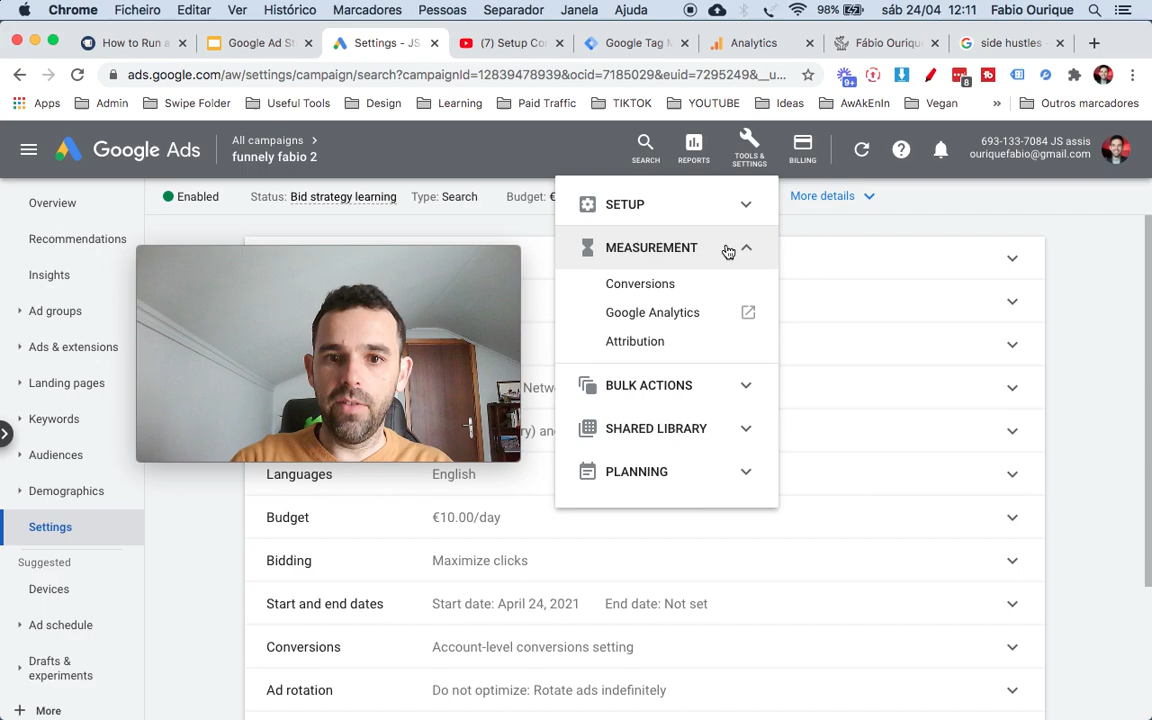 Chrome Ficheiro Editar Ver Histórico Marcadores Pessoas Separador Janela Ajuda 98% sáb 24/04 12:11 Fabio Ourique
How to Run a Google Ad St Settings - JS (7) Setup Co Google Tag M Analytics Fábio Ouriqu side hustles -
ads.google.com/aw/settings/campaign/search?campaignId=12839478939&ocid=7185029&euid=7295249&__u... 9+ 8
Apps Admin Swipe Folder Useful Tools Design Learning Paid Traffic TIKTOK YOUTUBE Ideas AwAkEnIn Vegan » Outros marcadores
Google Ads
All campaigns
funnely fabio 2
SEARCH
REPORTS
TOOLS &
SETTINGS
BILLING
693-133-7084 JS assis
ouriquefabio@gmail.com
Enabled Status: Bid strategy learning Type: Search Budget: € More details
Overview
Recommendations
Insights
Ad groups
Ads & extensions
Landing pages
Keywords
Audiences
Demographics
Settings
Suggested
Devices
Ad schedule
Drafts &
experiments
More
SETUP
MEASUREMENT
Conversions
Google Analytics
Attribution
BULK ACTIONS
SHARED LIBRARY
PLANNING
Netw
ry) and
Languages English
Budget €10.00/day
Bidding Maximize clicks
Start and end dates Start date: April 24, 2021 End date: Not set
Conversions Account-level conversions setting
Ad rotation Do not optimize: Rotate ads indefinitely